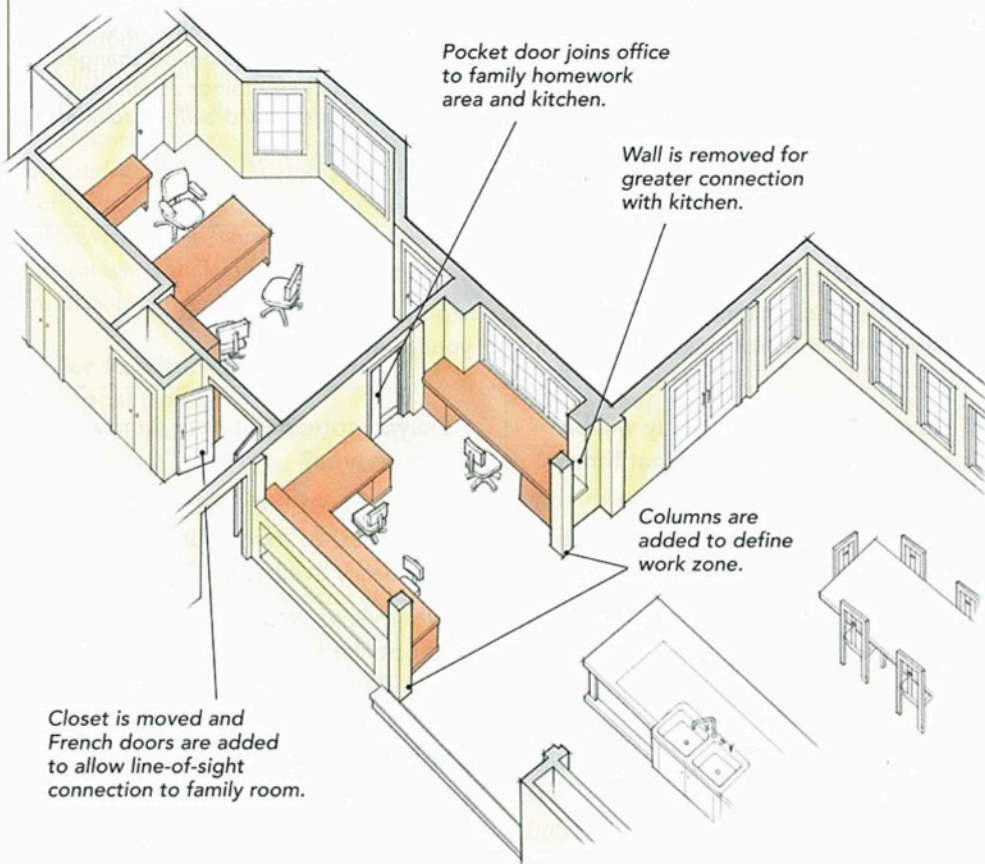 Pocket door joins office
to family homework
area and kitchen.
Wall is removed for
greater connection
with kitchen.
Columns are
added to define
work zone.
Closet is moved and
French doors are added
to allow line-of-sight
connection to family room.